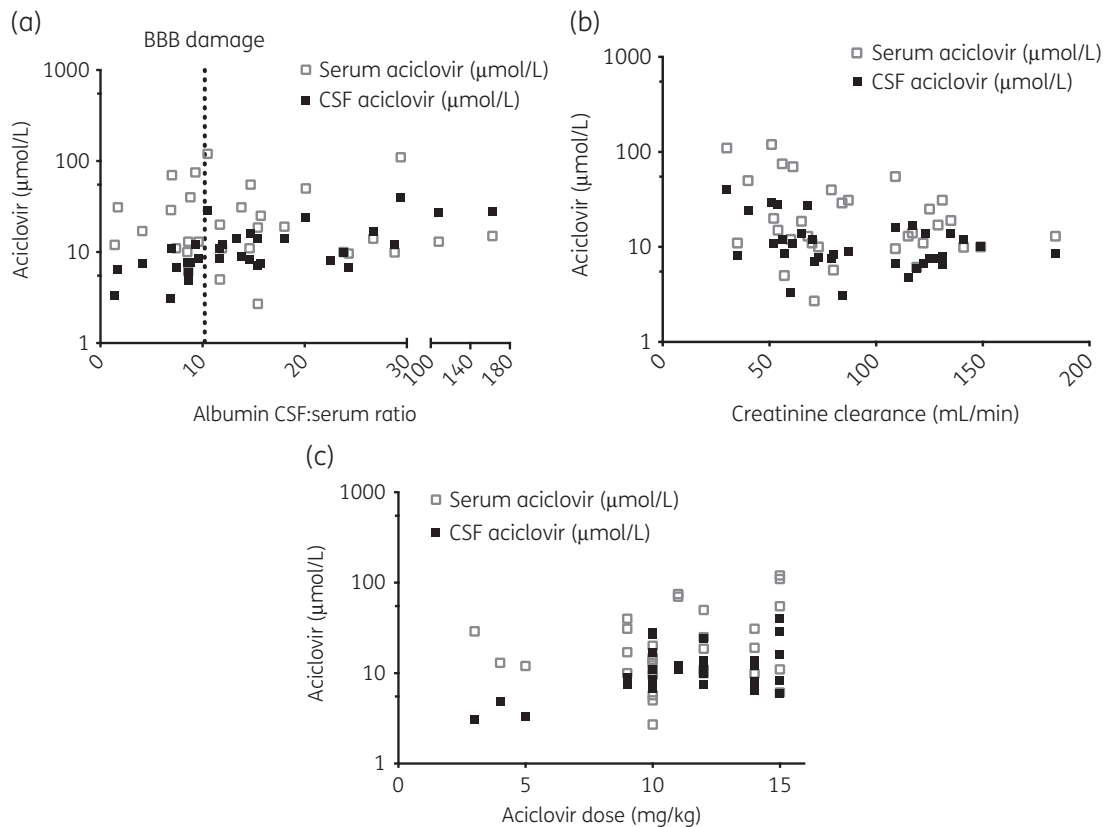 (a)
BBB damage
Serum aciclovir (μmol/L)
CSF aciclovir (μmol/L)
Aciclovir (μmol/L)
1000
100
10
1
0 10 20 30 100 140 180
Albumin CSF:serum ratio
(b)
Serum aciclovir (μmol/L)
CSF aciclovir (μmol/L)
Aciclovir (μmol/L)
1000
100
10
1
0 50 100 150 200
Creatinine clearance (mL/min)
(c)
Serum aciclovir (μmol/L)
CSF aciclovir (μmol/L)
Aciclovir (μmol/L)
1000
100
10
1
0 5 10 15
Aciclovir dose (mg/kg)